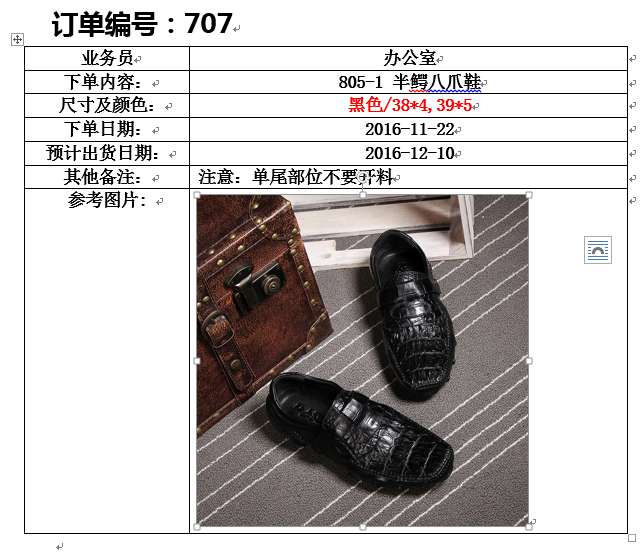 订单编号：707
业务员 办公室
下单内容： 805-1 半鳄八爪鞋
尺寸及颜色： 黑色/38*4,39*5
下单日期： 2016-11-22
预计出货日期： 2016-12-10
其他备注： 注意：单尾部位不要开料
参考图片：